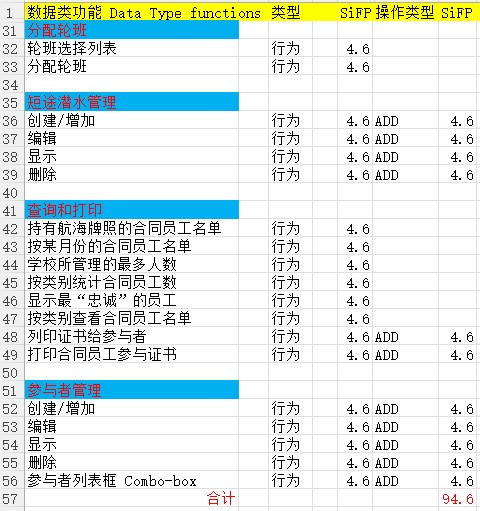 1 数据类功能 Data Type functions 类型 SiFP 操作类型 SiFP
31 分配轮班
32 轮班选择列表 行为 4.6
33 分配轮班 行为 4.6
34
35 短途潜水管理
36 创建/增加 行为 4.6 ADD 4.6
37 编辑 行为 4.6 ADD 4.6
38 显示 行为 4.6 ADD 4.6
39 删除 行为 4.6 ADD 4.6
40
41 查询和打印
42 持有航海牌照的合同员工名单 行为 4.6
43 按某月份的合同员工名单 行为 4.6
44 学校所管理的最多人数 行为 4.6
45 按类别统计合同员工数 行为 4.6
46 显示最“忠诚”的员工 行为 4.6
47 按类别查看合同员工名单 行为 4.6
48 列印证书给参与者 行为 4.6 ADD 4.6
49 打印合同员工参与证书 行为 4.6 ADD 4.6
50
51 参与者管理
52 创建/增加 行为 4.6 ADD 4.6
53 编辑 行为 4.6 ADD 4.6
54 显示 行为 4.6 ADD 4.6
55 删除 行为 4.6 ADD 4.6
56 参与者列表框 Combo-box 行为 4.6 ADD 4.6
57 合计 94.6